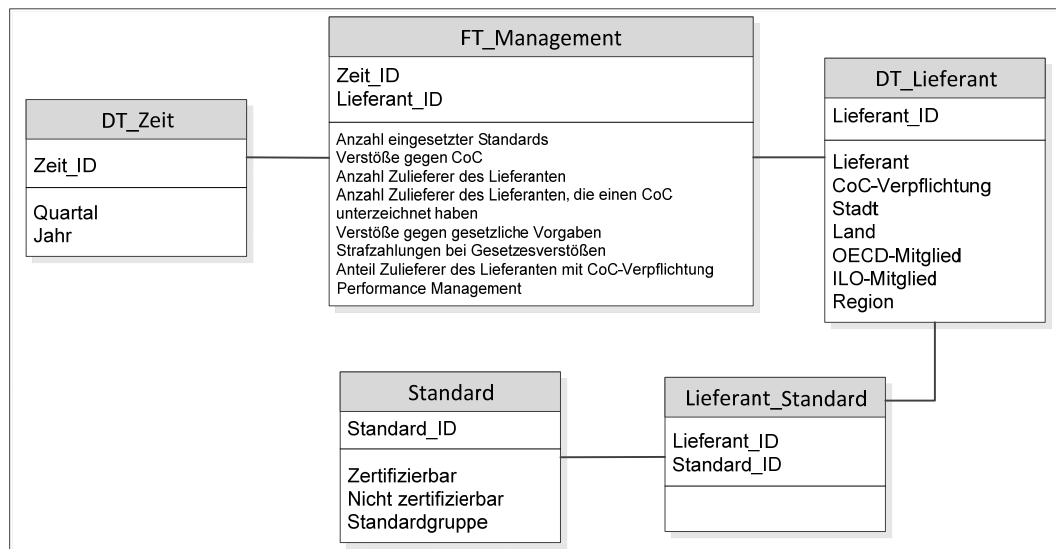 DT_Zeit
Zeit_ID
Quartal
Jahr
FT_Management
Zeit_ID
Lieferant_ID
Anzahl eingesetzter Standards
Verstöße gegen CoC
Anzahl Zulieferer des Lieferanten
Anzahl Zulieferer des Lieferanten, die einen CoC
unterzeichnet haben
Verstöße gegen gesetzliche Vorgaben
Strafzahlungen bei Gesetzesverstößen
Anteil Zulieferer des Lieferanten mit CoC-Verpflichtung
Performance Management
DT_Lieferant
Lieferant_ID
Lieferant
CoC-Verpflichtung
Stadt
Land
OECD-Mitglied
ILO-Mitglied
Region
Standard
Standard_ID
Zertifizierbar
Nicht zertifizierbar
Standardgruppe
Lieferant_Standard
Lieferant_ID
Standard_ID